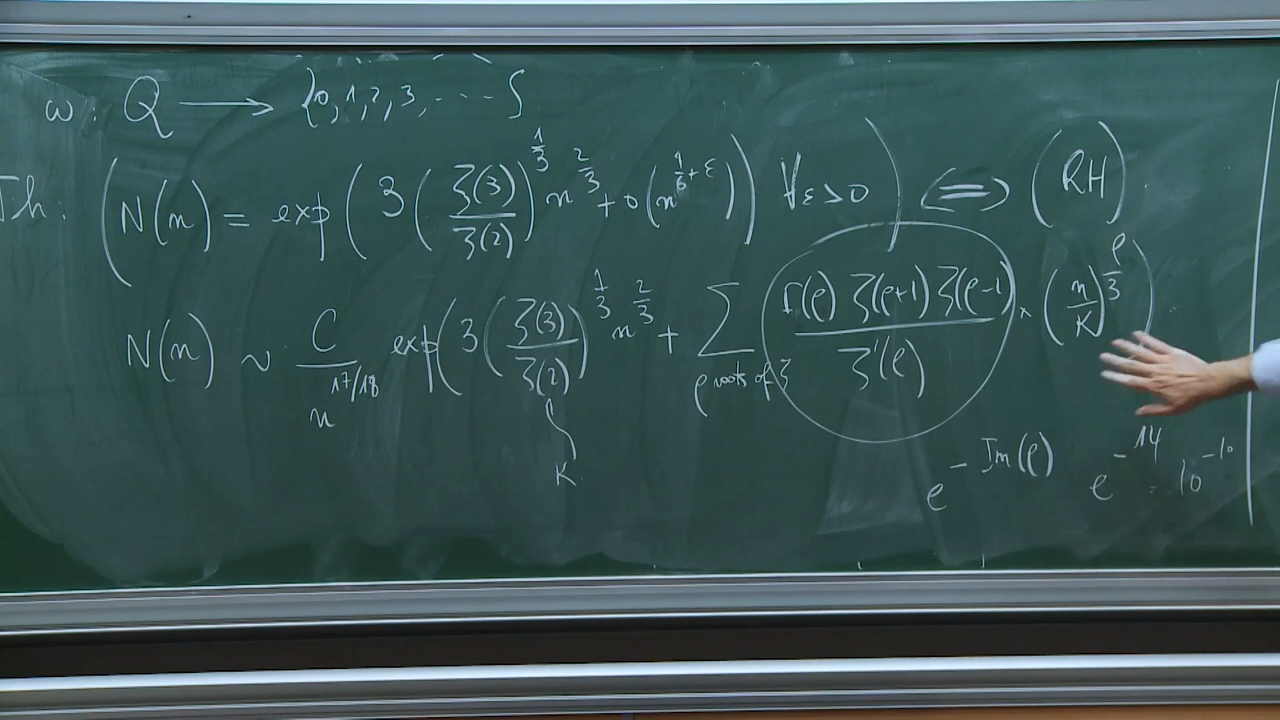 ω: Q → {0, 1, 2, 3, ...}
Th: (N(n) = exp(3(ζ(3)/ζ(2))^{1/3} n^{2/3} + o(n^{1/6+ε})) ∀ε>0) ⟺ (RH)
N(n) ~ C/n^{17/18} exp(3(ζ(3)/ζ(2))^{1/3} n^{2/3} + Σ_{ρ roots of ζ} Γ(ρ) ζ(ρ+1) ζ(ρ-1)/ζ'(ρ) × (n/K)^{ρ/3})
K
e^{-Im(ρ)} e^{-14} = 10^{-10}